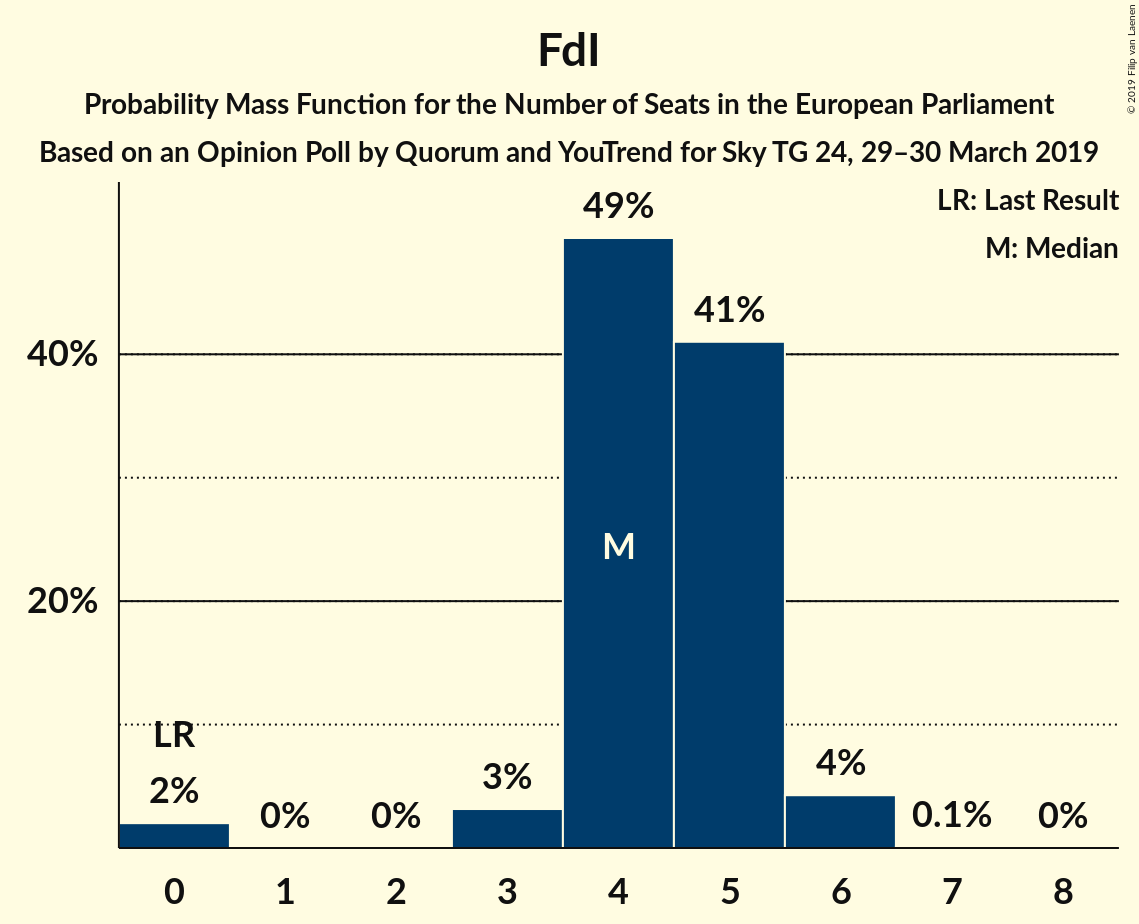 FdI
Probability Mass Function for the Number of Seats in the European Parliament
Based on an Opinion Poll by Quorum and YouTrend for Sky TG 24, 29–30 March 2019
© 2019 Filip van Laenen
LR: Last Result
M: Median
49%
41%
40%
M
20%
LR
2%
0%
0%
3%
4%
0.1%
0%
0 1 2 3 4 5 6 7 8